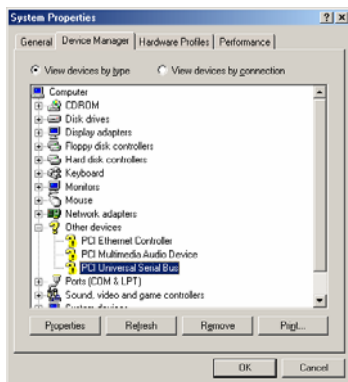 System Properties
General Device Manager Hardware Profiles Performance
View devices by type View devices by connection
Computer
CDROM
Disk drives
Display adapters
Floppy disk controllers
Hard disk controllers
Keyboard
Monitors
Mouse
Network adapters
Other devices
PCI Ethernet Controller
PCI Multimedia Audio Device
PCI Universal Serial Bus
Ports (COM & LPT)
Sound, video and game controllers
System devices
Properties Refresh Remove Print...
OK Cancel